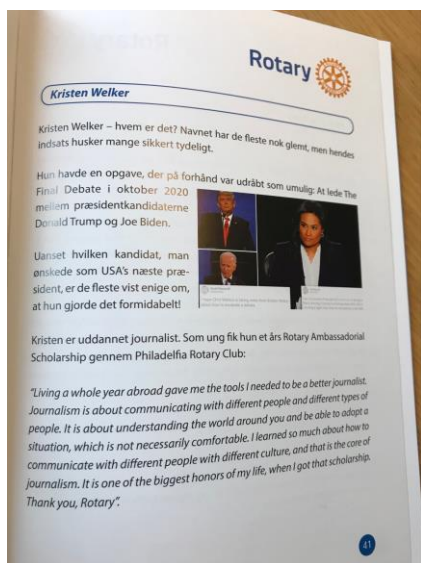 Rotary
Kristen Welker
Kristen Welker – hvem er det? Navnet har de fleste nok glemt, men hendes
indsats husker mange sikkert tydeligt.
Hun havde en opgave, der på forhånd var udråbt som umulig: At lede The
Final Debate i oktober 2020
mellem præsidentkandidaterne
Donald Trump og Joe Biden.
Uanset hvilken kandidat, man
ønskede som USA’s næste præ-
sident, er de fleste vist enige om,
at hun gjorde det formidabelt!
Kristen er uddannet journalist. Som ung fik hun et års Rotary Ambassadorial
Scholarship gennem Philadelfia Rotary Club:
“Living a whole year abroad gave me the tools I needed to be a better journalist.
Journalism is about communicating with different people and different types of
people. It is about understanding the world around you and be able to adopt a
situation, which is not necessarily comfortable. I learned so much about how to
communicate with different people with different culture, and that is the core of
journalism. It is one of the biggest honors of my life, when I got that scholarship.
Thank you, Rotary”.
41